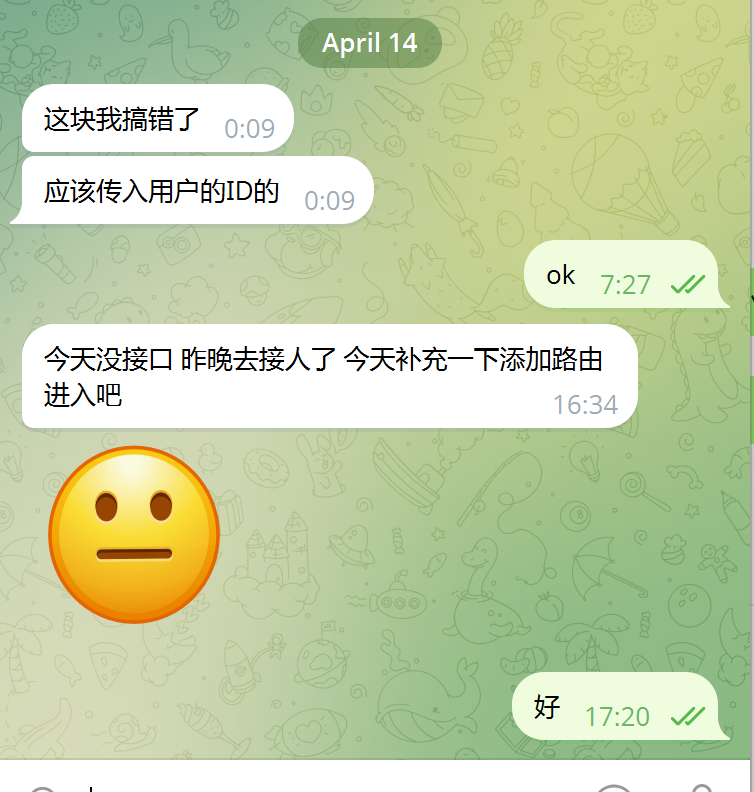 April 14
这块我搞错了 0:09
应该传入用户的ID的 0:09
ok 7:27
今天没接口 昨晚去接人了 今天补充一下添加路由
进入吧
16:34
好 17:20